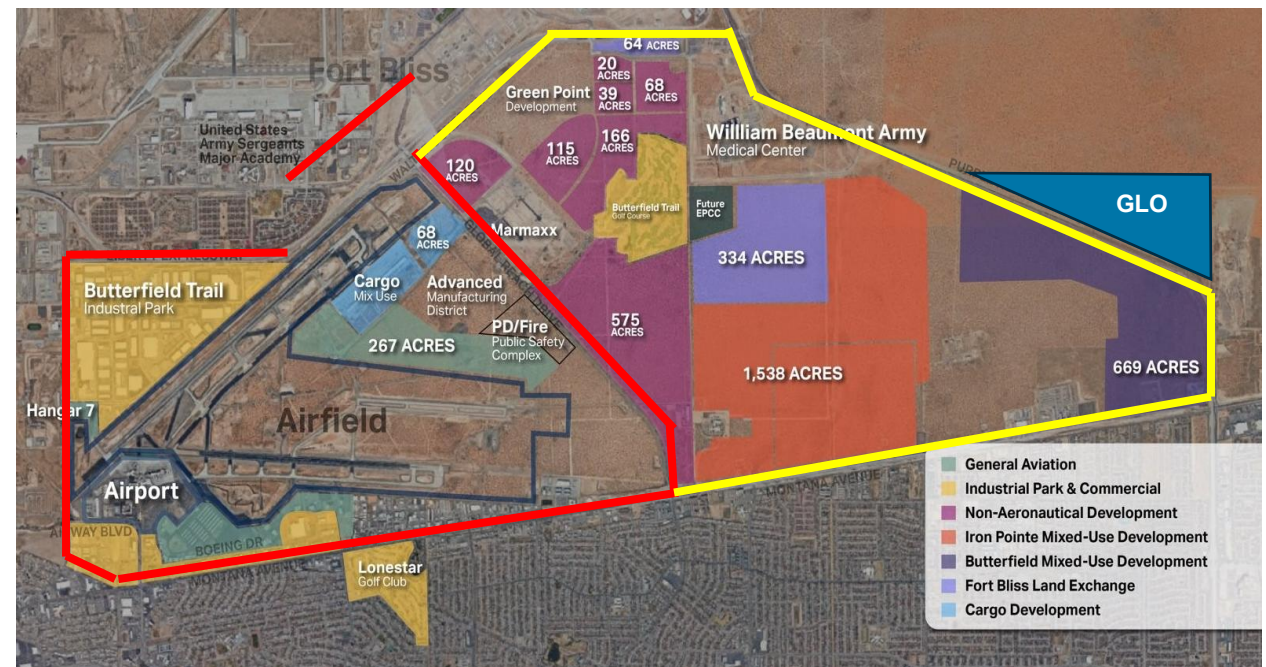 Fort Bliss
United States
Army Sergeants
Major Academy
64 ACRES
20
ACRES
39
ACRES
68
ACRES
Green Point
Development
166
ACRES
115
ACRES
120
ACRES
Willliam Beaumont Army
Medical Center
GLO
Butterfield Trail
Golf Course
Future
EPCC
Marmaxx
68
ACRES
334 ACRES
Butterfield Trail
Industral Park
Cargo
Mix Use
Advanced
Manufacturing
District
PD/Fire
Public Safety
Complex
575
ACRES
267 ACRES
1,538 ACRES
669 ACRES
Hangar 7
Airfield
Airport
BOEING DR
MONTANA AVENUE
MONTANA AVENUE
Lonestar
Golf Club
General Aviation
Industrial Park & Commercial
Non-Aeronautical Development
Iron Pointe Mixed-Use Development
Butterfield Mixed-Use Development
Fort Bliss Land Exchange
Cargo Development